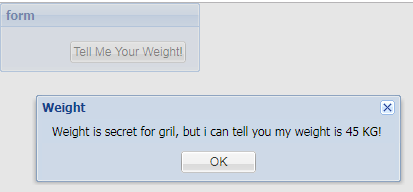 form
Tell Me Your Weight!
Weight
Weight is secret for gril, but i can tell you my weight is 45 KG!
OK